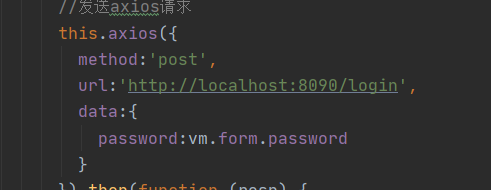 //发送axios请求
this.axios({
method:'post',
url:'http://localhost:8090/login',
data:{
password:vm.form.password
}
}).then(function (resp) {